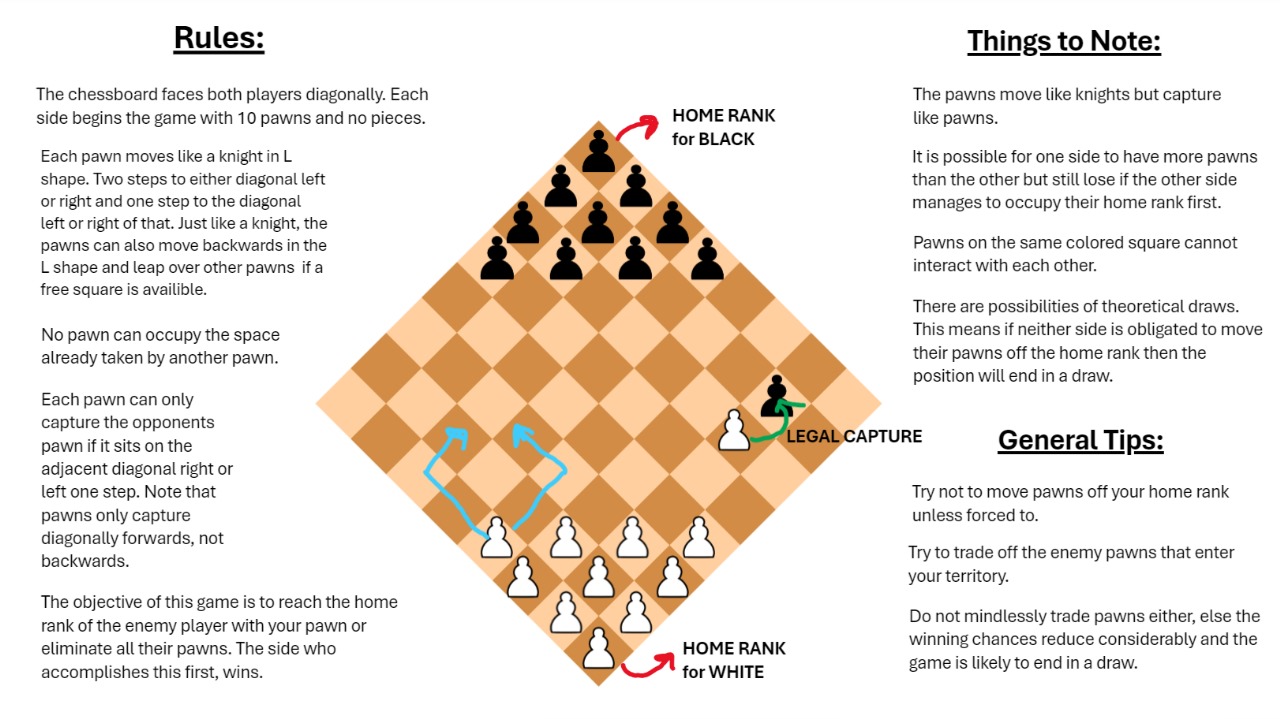 Rules:
The chessboard faces both players diagonally. Each
side begins the game with 10 pawns and no pieces.
Each pawn moves like a knight in L
shape. Two steps to either diagonal left
or right and one step to the diagonal
left or right of that. Just like a knight, the
pawns can also move backwards in the
L shape and leap over other pawns if a
free square is availible.
No pawn can occupy the space
already taken by another pawn.
Each pawn can only
capture the opponents
pawn if it sits on the
adjacent diagonal right or
left one step. Note that
pawns only capture
diagonally forwards, not
backwards.
The objective of this game is to reach the home
rank of the enemy player with your pawn or
eliminate all their pawns. The side who
accomplishes this first, wins.
HOME RANK
for BLACK
LEGAL CAPTURE
HOME RANK
for WHITE
Things to Note:
The pawns move like knights but capture
like pawns.
It is possible for one side to have more pawns
than the other but still lose if the other side
manages to occupy their home rank first.
Pawns on the same colored square cannot
interact with each other.
There are possibilities of theoretical draws.
This means if neither side is obligated to move
their pawns off the home rank then the
position will end in a draw.
General Tips:
Try not to move pawns off your home rank
unless forced to.
Try to trade off the enemy pawns that enter
your territory.
Do not mindlessly trade pawns either, else the
winning chances reduce considerably and the
game is likely to end in a draw.